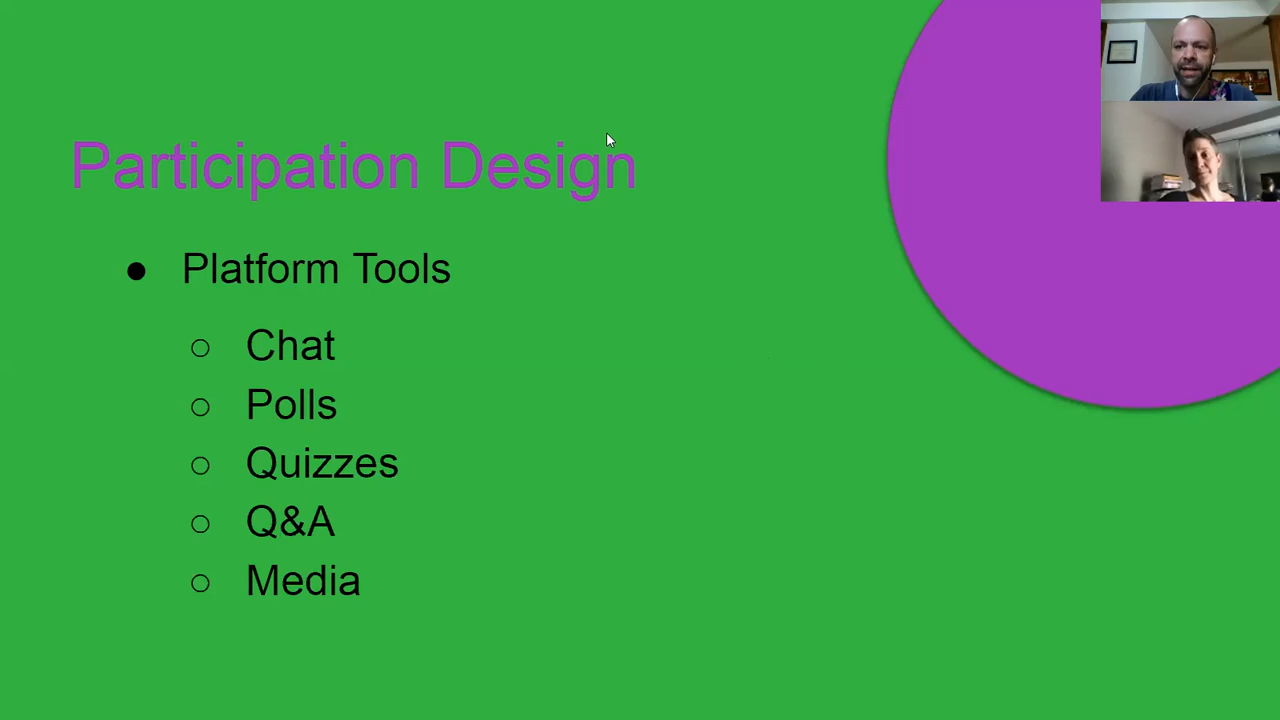 Participation Design
● Platform Tools
○ Chat
○ Polls
○ Quizzes
○ Q&A
○ Media